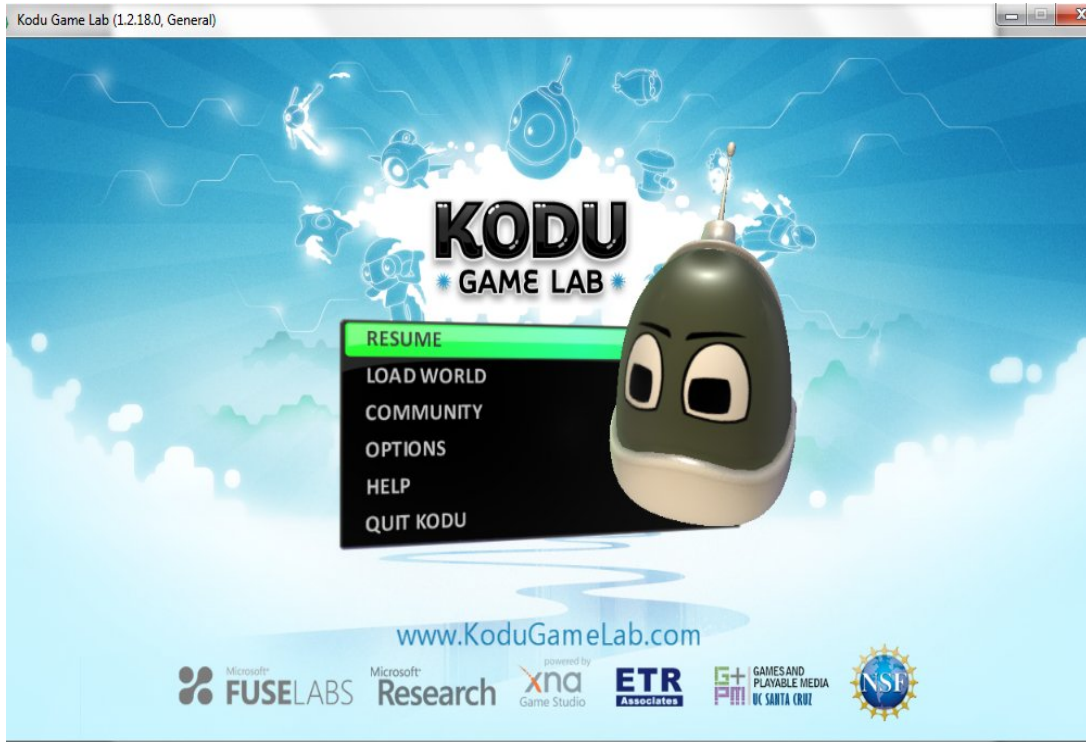 Kodu Game Lab (1.2.18.0, General)
KODU
GAME LAB
RESUME
LOAD WORLD
COMMUNITY
OPTIONS
HELP
QUIT KODU
www.KoduGameLab.com
Microsoft
FUSELABS
Microsoft
Research
powered by
xna
Game Studio
ETR
Associates
G+
PM
GAMES AND
PLAYABLE MEDIA
UC SANTA CRUZ
NSF